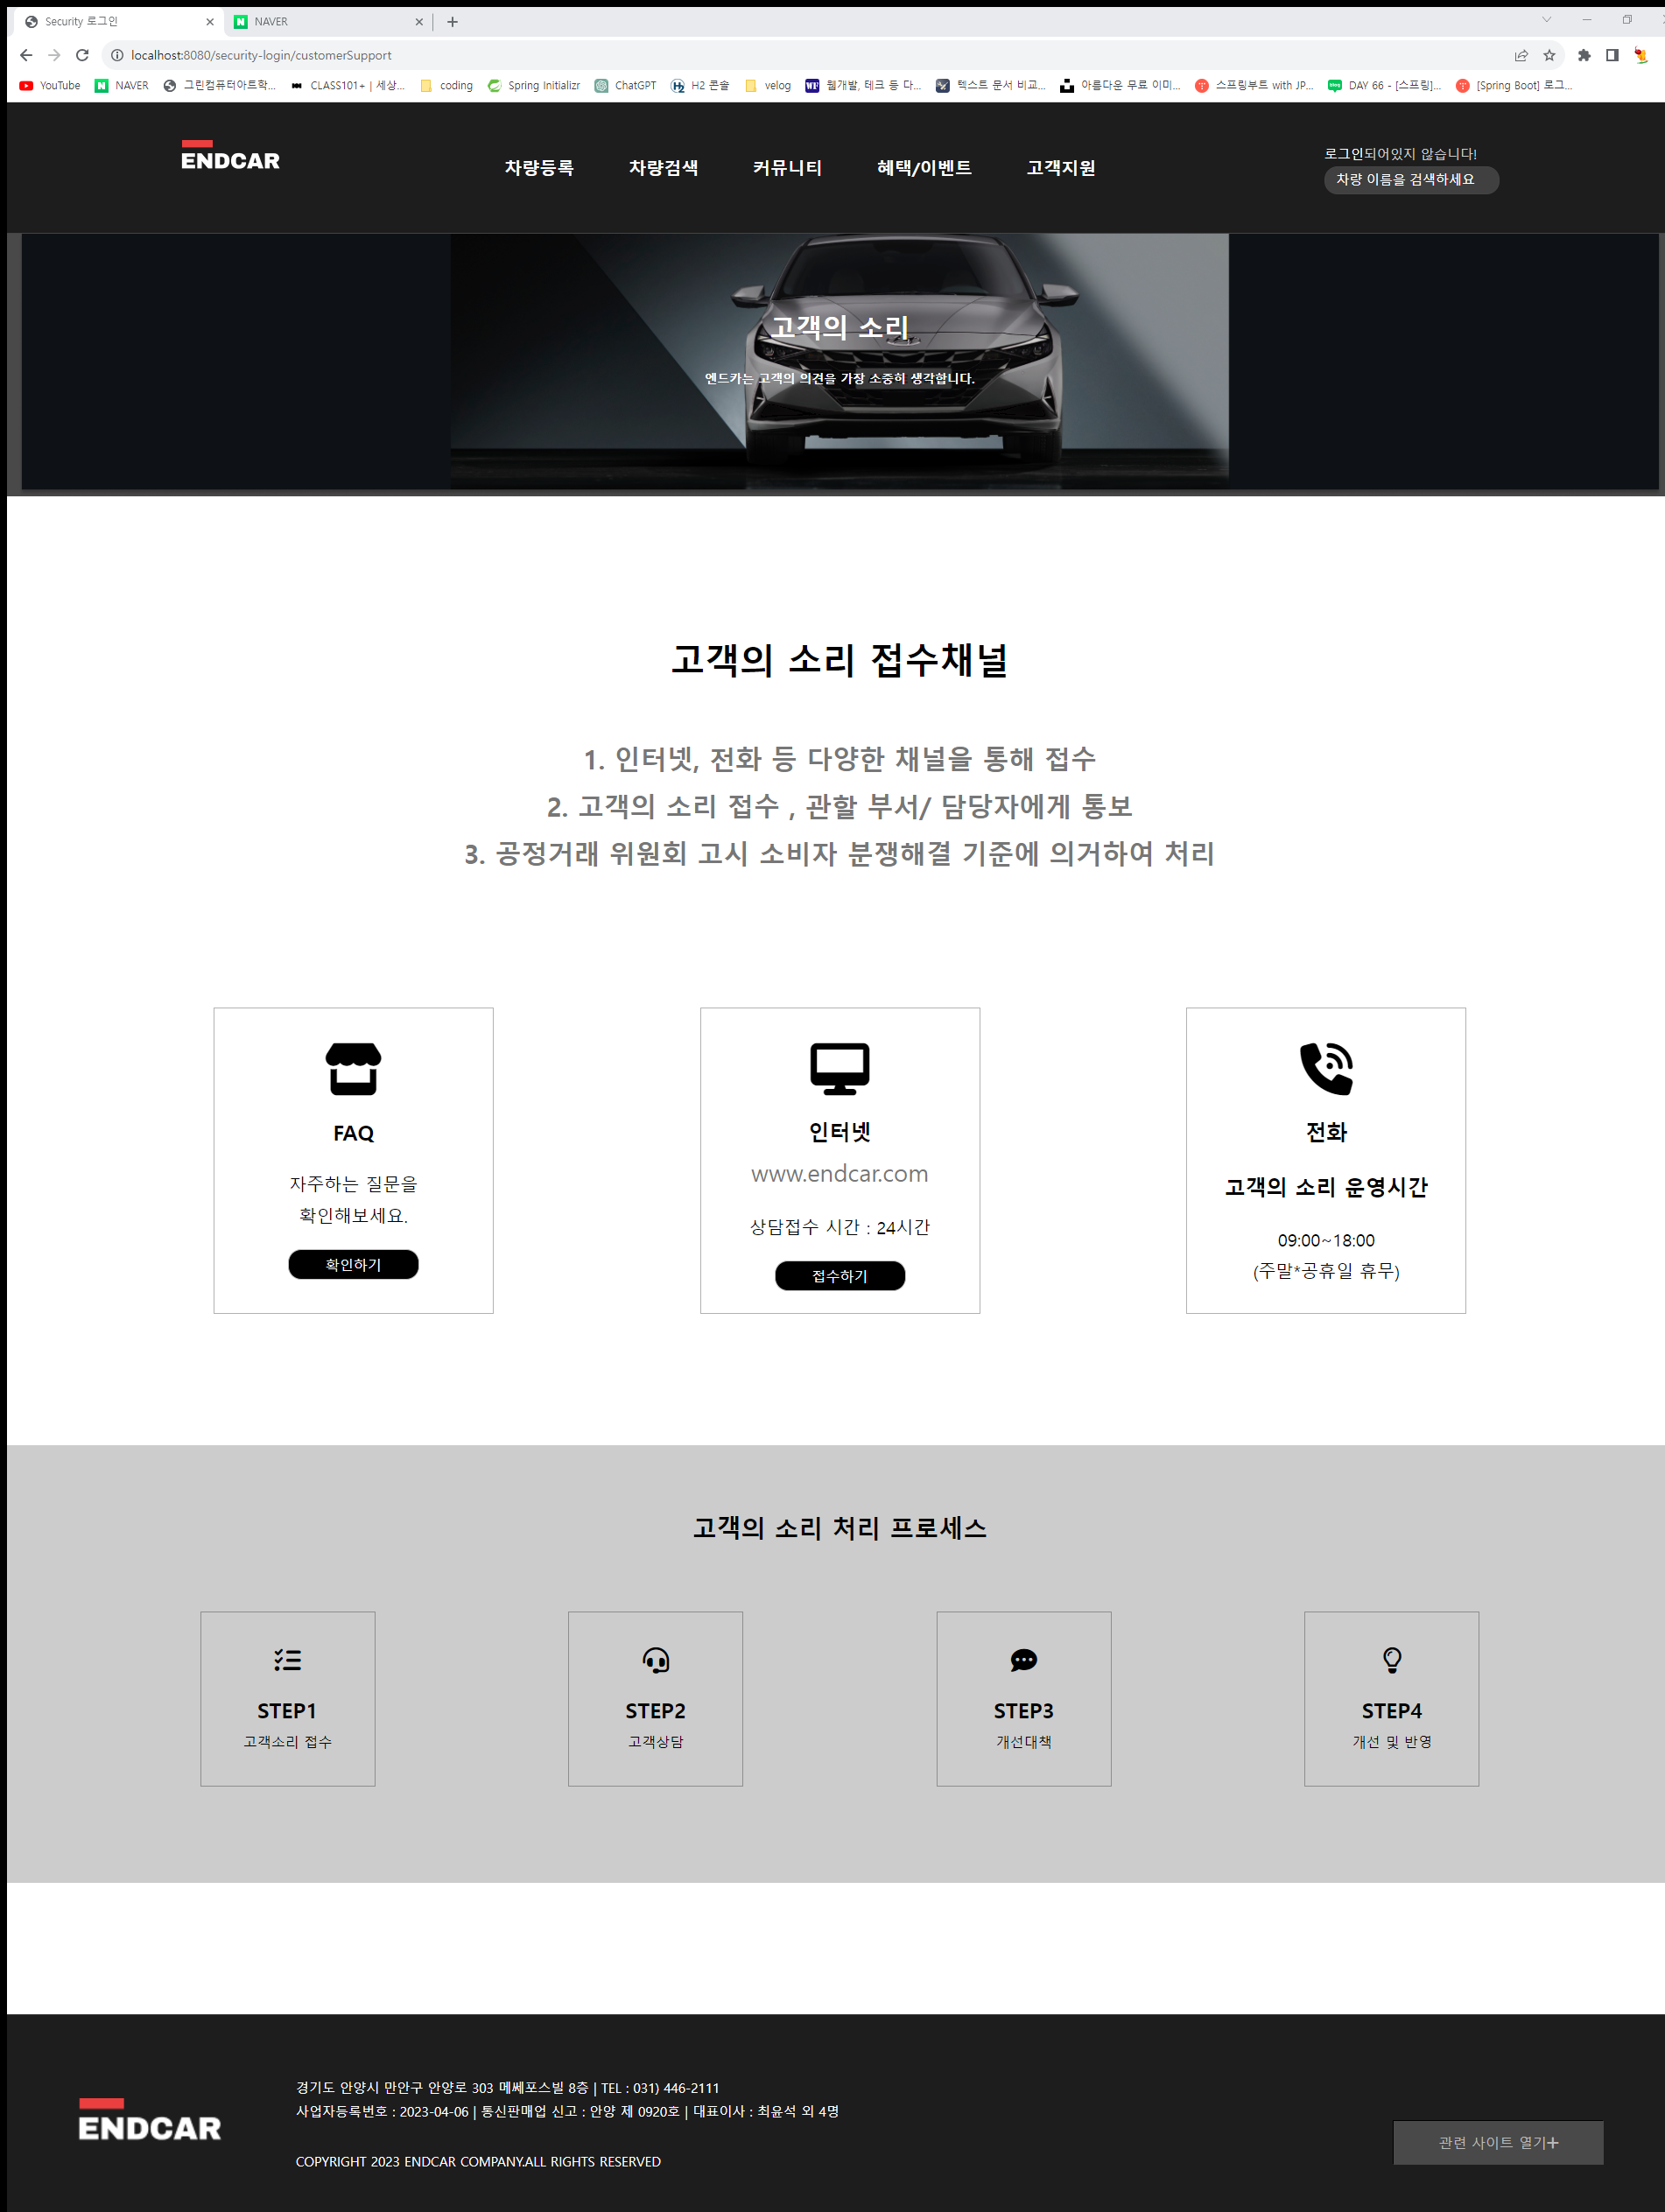 Security 로그인
NAVER
localhost:8080/security-login/customerSupport
YouTube
NAVER
그린컴퓨터아트학...
CLASS101+ | 세상...
coding
Spring Initializr
ChatGPT
H2 콘솔
velog
웹개발, 테크 등 다...
텍스트 문서 비교...
아름다운 무료 이미...
스프링부트 with JP...
DAY 66 - [스프링]...
[Spring Boot] 로그...
ENDCAR
차량등록
차량검색
커뮤니티
혜택/이벤트
고객지원
로그인되어있지 않습니다!
차량 이름을 검색하세요
고객의 소리
엔드카는 고객의 의견을 가장 소중히 생각합니다.
고객의 소리 접수채널
1. 인터넷, 전화 등 다양한 채널을 통해 접수
2. 고객의 소리 접수 , 관할 부서/ 담당자에게 통보
3. 공정거래 위원회 고시 소비자 분쟁해결 기준에 의거하여 처리
FAQ
자주하는 질문을
확인해보세요.
확인하기
인터넷
www.endcar.com
상담접수 시간 : 24시간
접수하기
전화
고객의 소리 운영시간
09:00~18:00
(주말*공휴일 휴무)
고객의 소리 처리 프로세스
STEP1
고객소리 접수
STEP2
고객상담
STEP3
개선대책
STEP4
개선 및 반영
ENDCAR
경기도 안양시 만안구 안양로 303 메쎄포스빌 8층 | TEL : 031) 446-2111
사업자등록번호 : 2023-04-06 | 통신판매업 신고 : 안양 제 0920호 | 대표이사 : 최윤석 외 4명
COPYRIGHT 2023 ENDCAR COMPANY.ALL RIGHTS RESERVED
관련 사이트 열기+